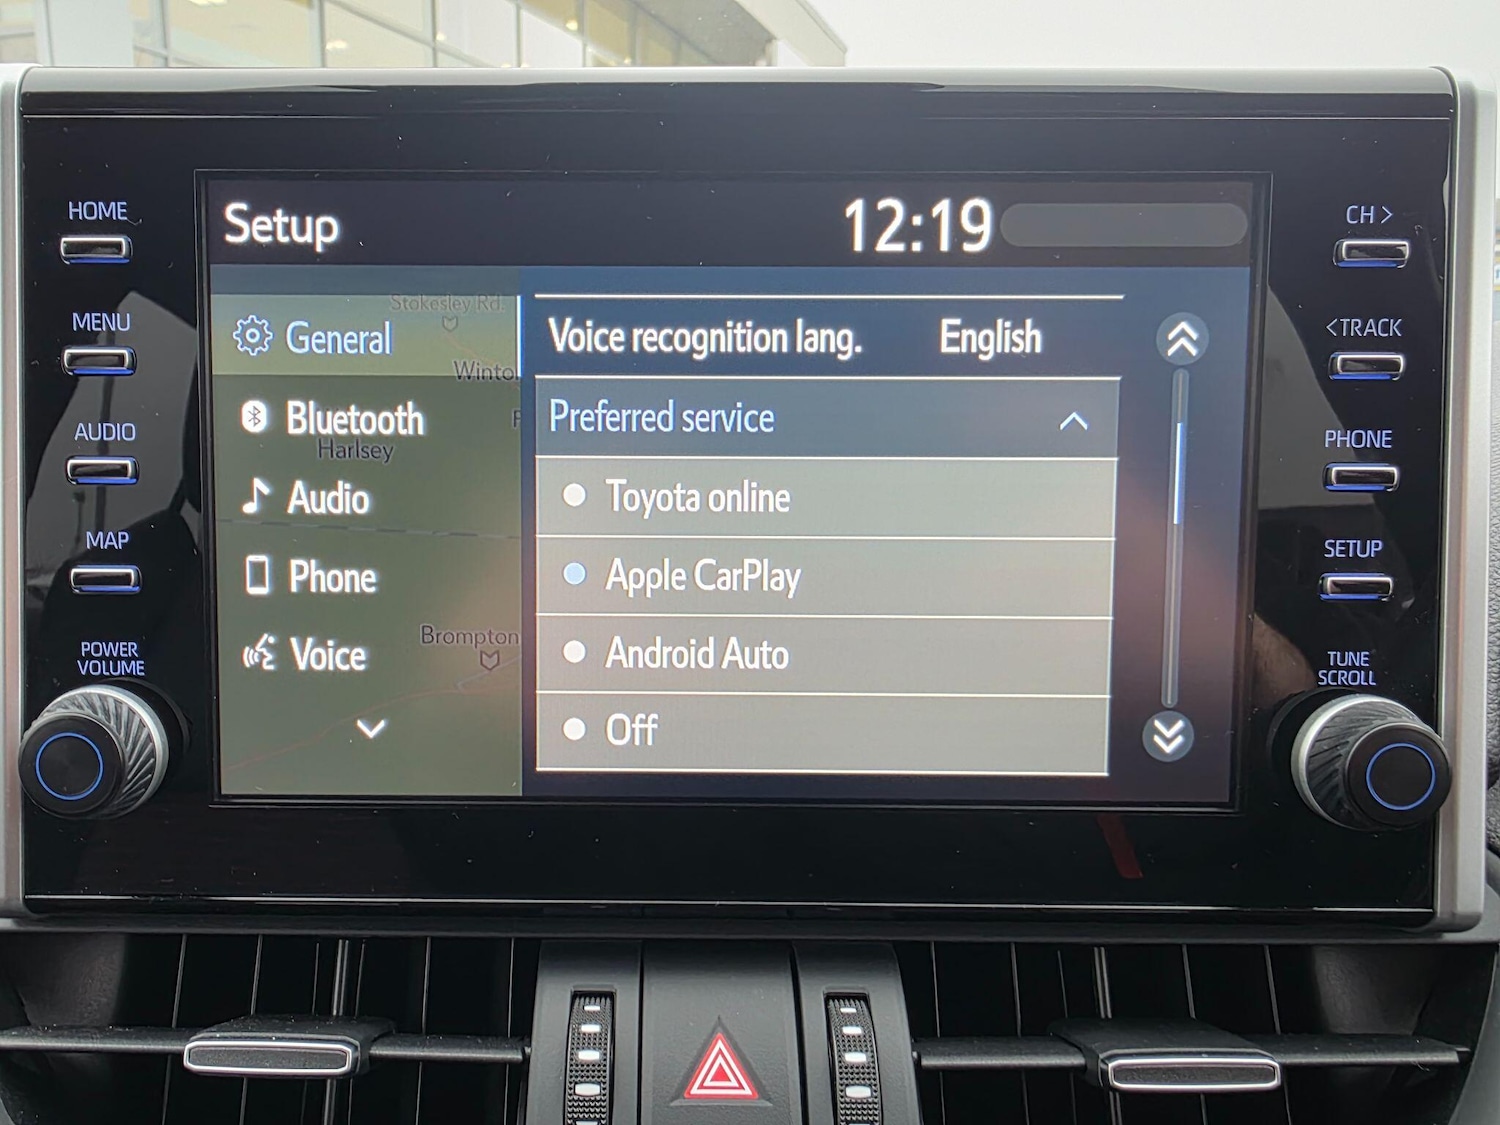 HOME
MENU
AUDIO
MAP
POWER
VOLUME
Setup
12:19
General
Bluetooth
Audio
Phone
Voice
Stokesley Rd.
Harlsey
Brompton
Voice recognition lang. English
Preferred service
Toyota online
Apple CarPlay
Android Auto
Off
CH >
<TRACK
PHONE
SETUP
TUNE
SCROLL